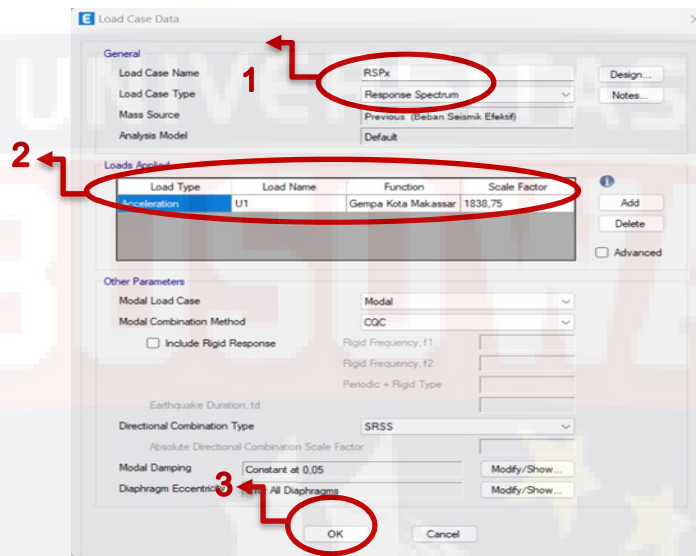 E Load Case Data
General
1
Load Case Name RSPx Design...
Load Case Type Response Spectrum Notes...
Mass Source Previous (Beban Seismik Efektif)
Analysis Model Default
2
Loads Applied
Load Type Load Name Function Scale Factor
Acceleration U1 Gempa Kota Makassar 1838,75 Add
Delete
Advanced
Other Parameters
Modal Load Case Modal
Modal Combination Method CQC
Include Rigid Response Rigid Frequency, f1
Rigid Frequency, f2
Periodic + Rigid Type
Earthquake Duration, td
Directional Combination Type SRSS
Absolute Directional Combination Scale Factor
Modal Damping Constant at 0,05 Modify/Show...
3
Diaphragm Eccentricity All Diaphragms Modify/Show...
OK Cancel
UNIVERSITAS
BOSOWA